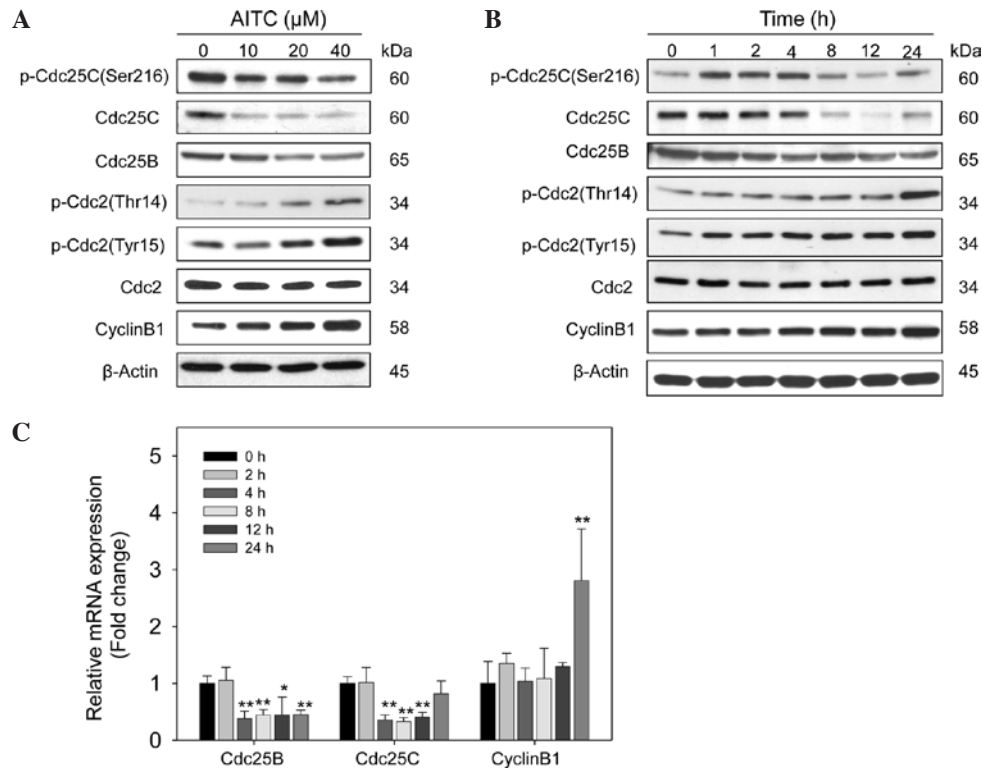 A
AITC (µM)
0 10 20 40 kDa
p-Cdc25C(Ser216) 60
Cdc25C 60
Cdc25B 65
p-Cdc2(Thr14) 34
p-Cdc2(Tyr15) 34
Cdc2 34
CyclinB1 58
β-Actin 45
B
Time (h)
0 1 2 4 8 12 24 kDa
p-Cdc25C(Ser216) 60
Cdc25C 60
Cdc25B 65
p-Cdc2(Thr14) 34
p-Cdc2(Tyr15) 34
Cdc2 34
CyclinB1 58
β-Actin 45
C
Relative mRNA expression
(Fold change)
5
4
3
2
1
0
0 h
2 h
4 h
8 h
12 h
24 h
** ** * **
** ** **
**
Cdc25B Cdc25C CyclinB1